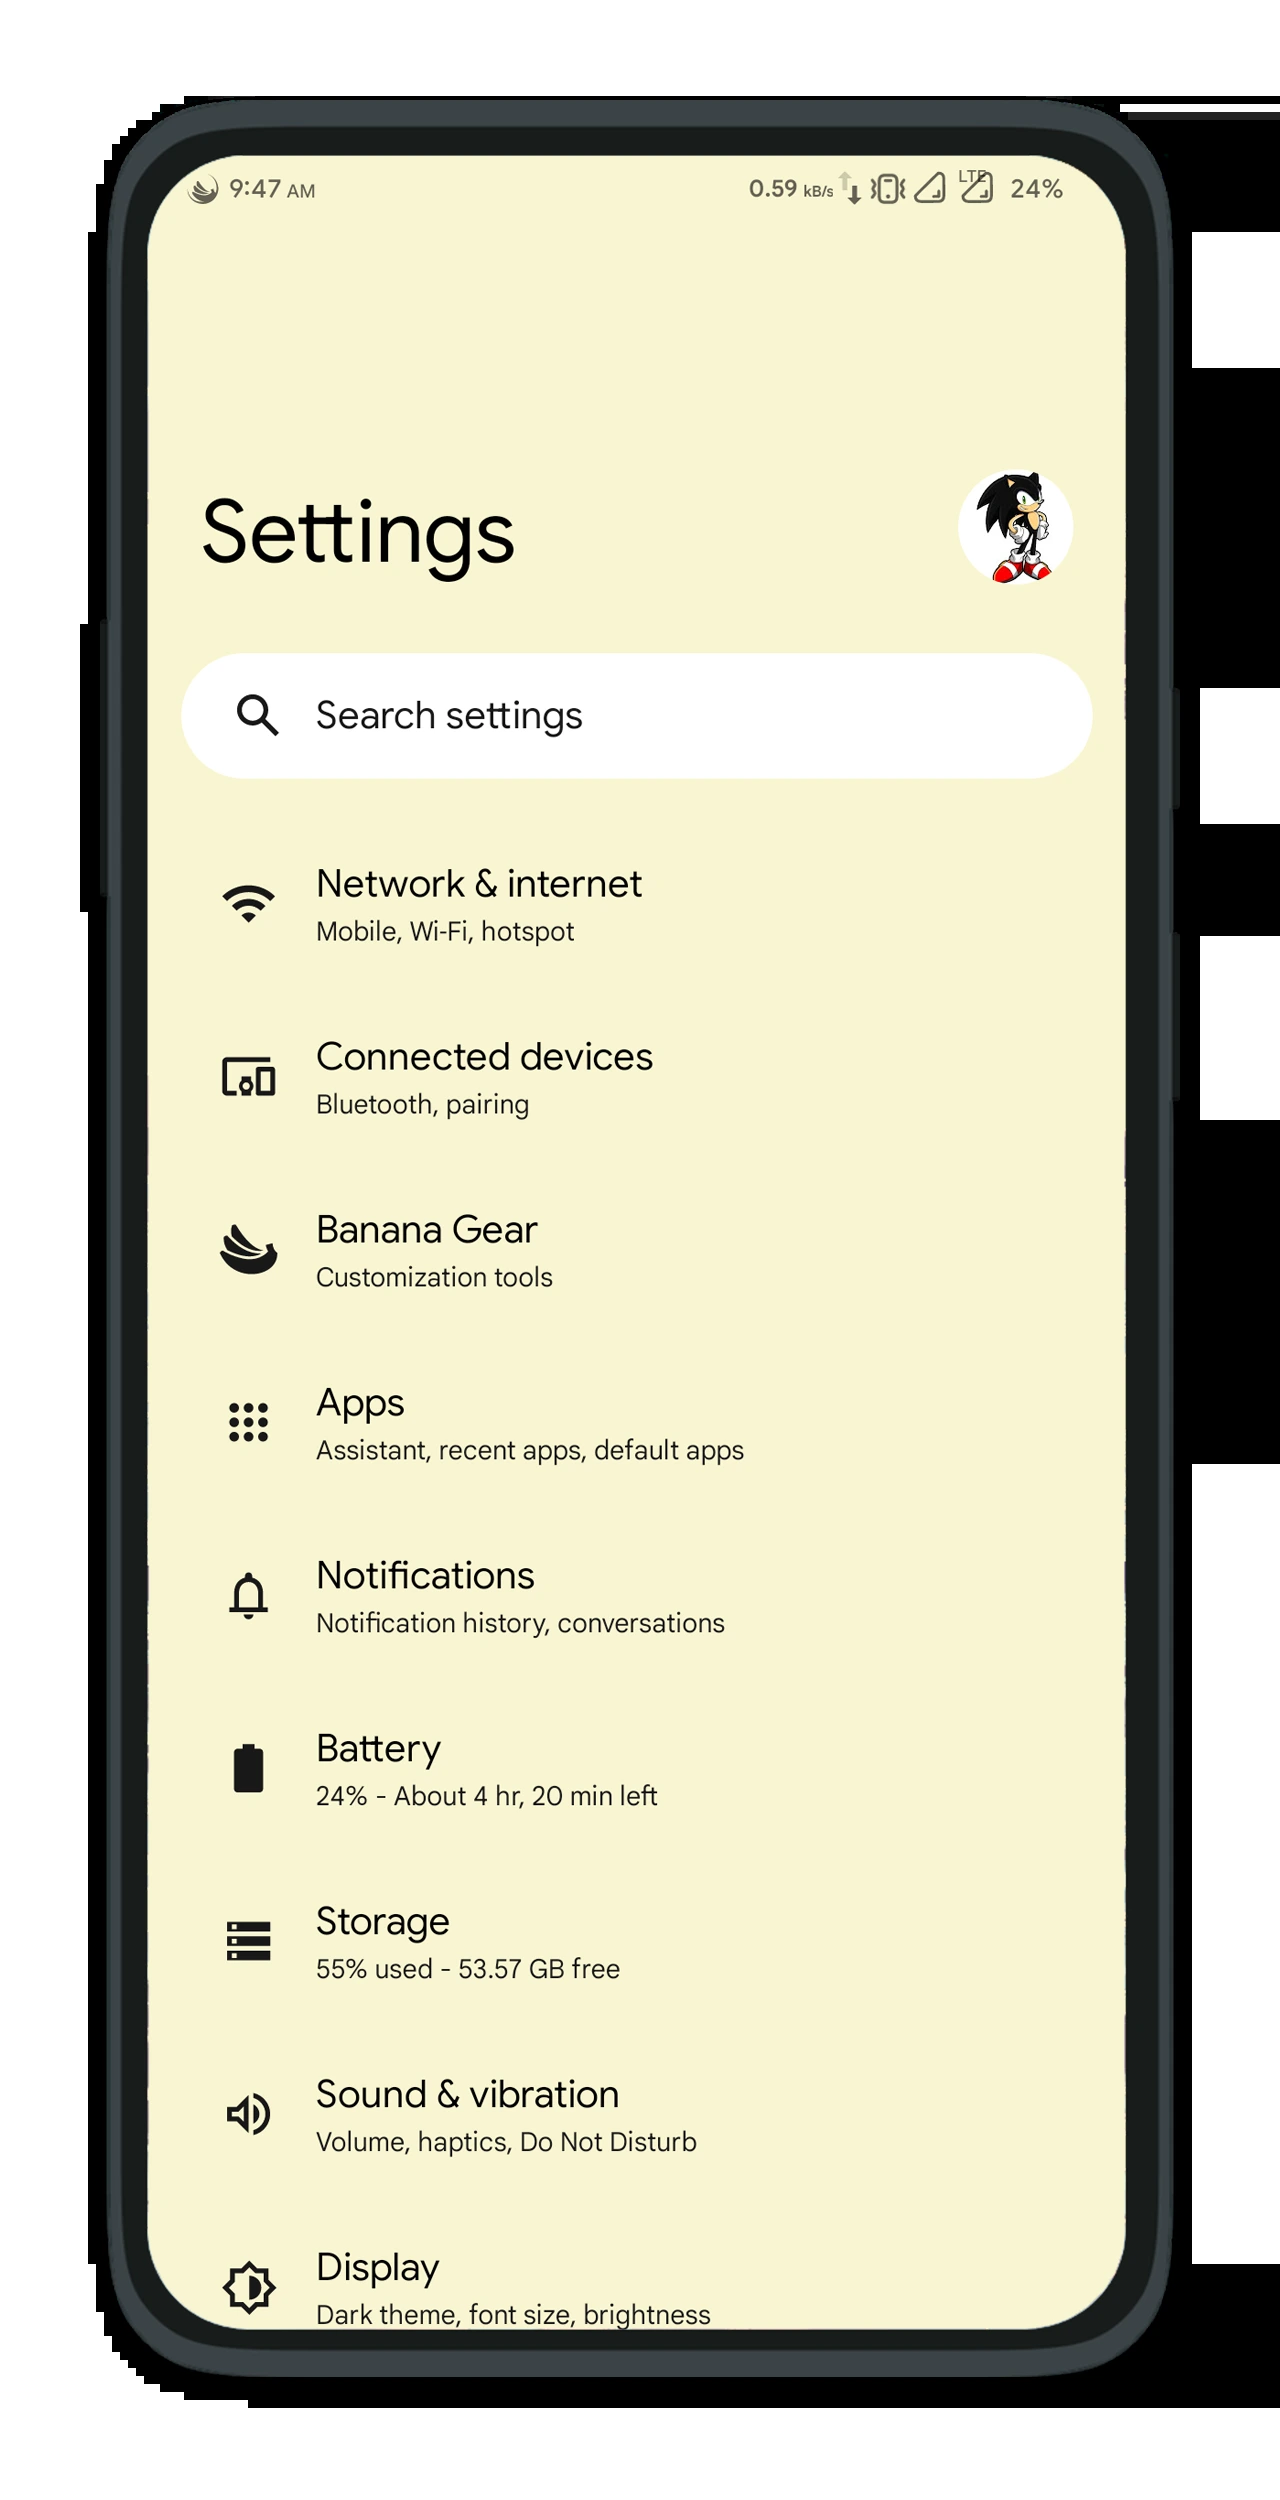 9:47 AM 0.59 kB/s LTE 24%
Settings
Search settings
Network & internet
Mobile, Wi-Fi, hotspot
Connected devices
Bluetooth, pairing
Banana Gear
Customization tools
Apps
Assistant, recent apps, default apps
Notifications
Notification history, conversations
Battery
24% - About 4 hr, 20 min left
Storage
55% used - 53.57 GB free
Sound & vibration
Volume, haptics, Do Not Disturb
Display
Dark theme, font size, brightness